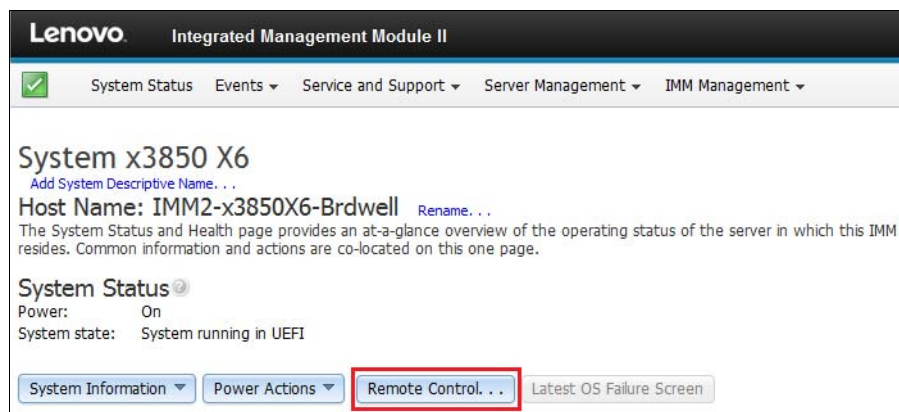 Lenovo. Integrated Management Module II
System Status Events Service and Support Server Management IMM Management
System x3850 X6
Add System Descriptive Name. . .
Host Name: IMM2-x3850X6-Brdwell Rename. . .
The System Status and Health page provides an at-a-glance overview of the operating status of the server in which this IMM
resides. Common information and actions are co-located on this one page.
System Status ?
Power: On
System state: System running in UEFI
System Information Power Actions Remote Control. . . Latest OS Failure Screen